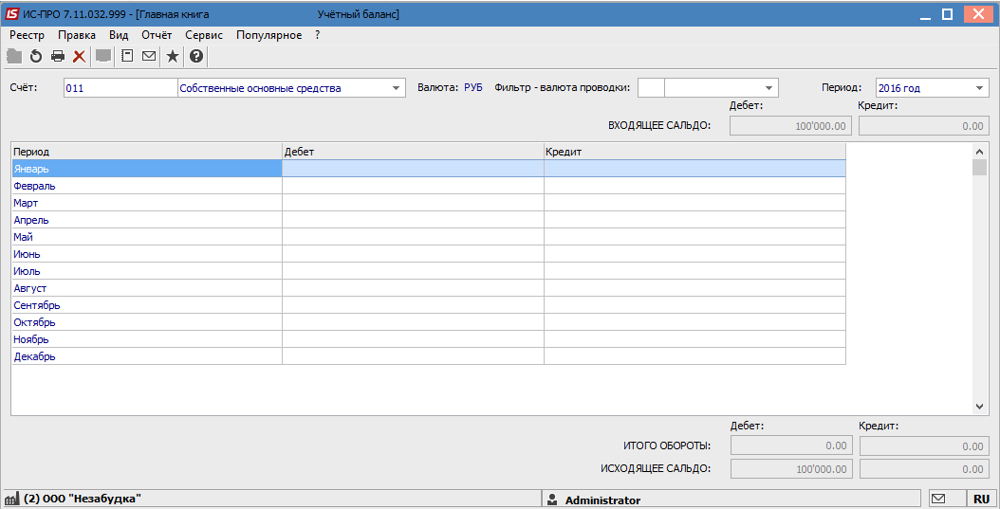 IS ИС-ПРО 7.11.032.999 - [Главная книга Учётный баланс]
Реестр Правка Вид Отчёт Сервис Популярное ?
Счёт: 011 Собственные основные средства Валюта: РУБ Фильтр - валюта проводки: Период: 2016 год
Дебет: Кредит:
ВХОДЯЩЕЕ САЛЬДО: 100'000.00 0.00
Период Дебет Кредит
Январь
Февраль
Март
Апрель
Май
Июнь
Июль
Август
Сентябрь
Октябрь
Ноябрь
Декабрь
Дебет: Кредит:
ИТОГО ОБОРОТЫ: 0.00 0.00
ИСХОДЯЩЕЕ САЛЬДО: 100'000.00 0.00
(2) ООО "Незабудка" Administrator RU